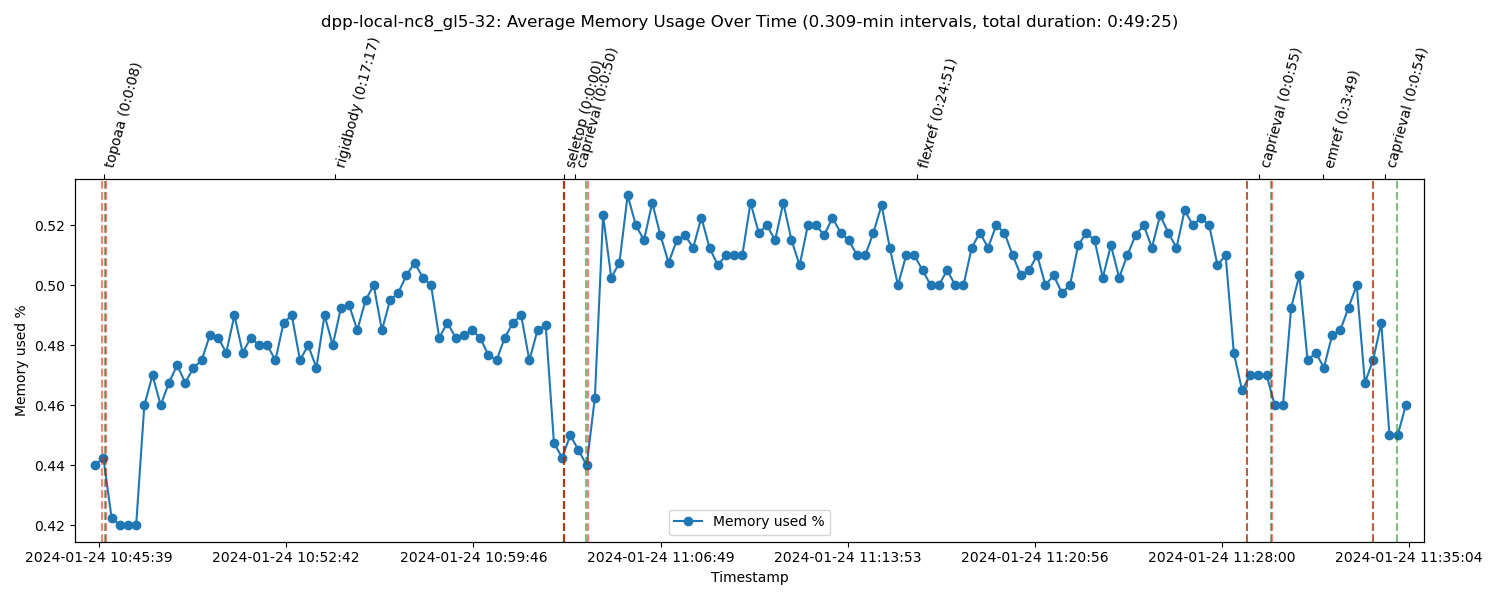 dpp-local-nc8_gl5-32: Average Memory Usage Over Time (0.309-min intervals, total duration: 0:49:25)
topoaa (0:0:08)
rigidbody (0:17:17)
seletop (0:0:00)
caprieval (0:0:50)
flexref (0:24:51)
caprieval (0:0:55)
emref (0:3:49)
caprieval (0:0:54)
Memory used %
0.52
0.50
0.48
0.46
0.44
0.42
Memory used %
2024-01-24 10:45:39
2024-01-24 10:52:42
2024-01-24 10:59:46
2024-01-24 11:06:49
2024-01-24 11:13:53
2024-01-24 11:20:56
2024-01-24 11:28:00
2024-01-24 11:35:04
Timestamp